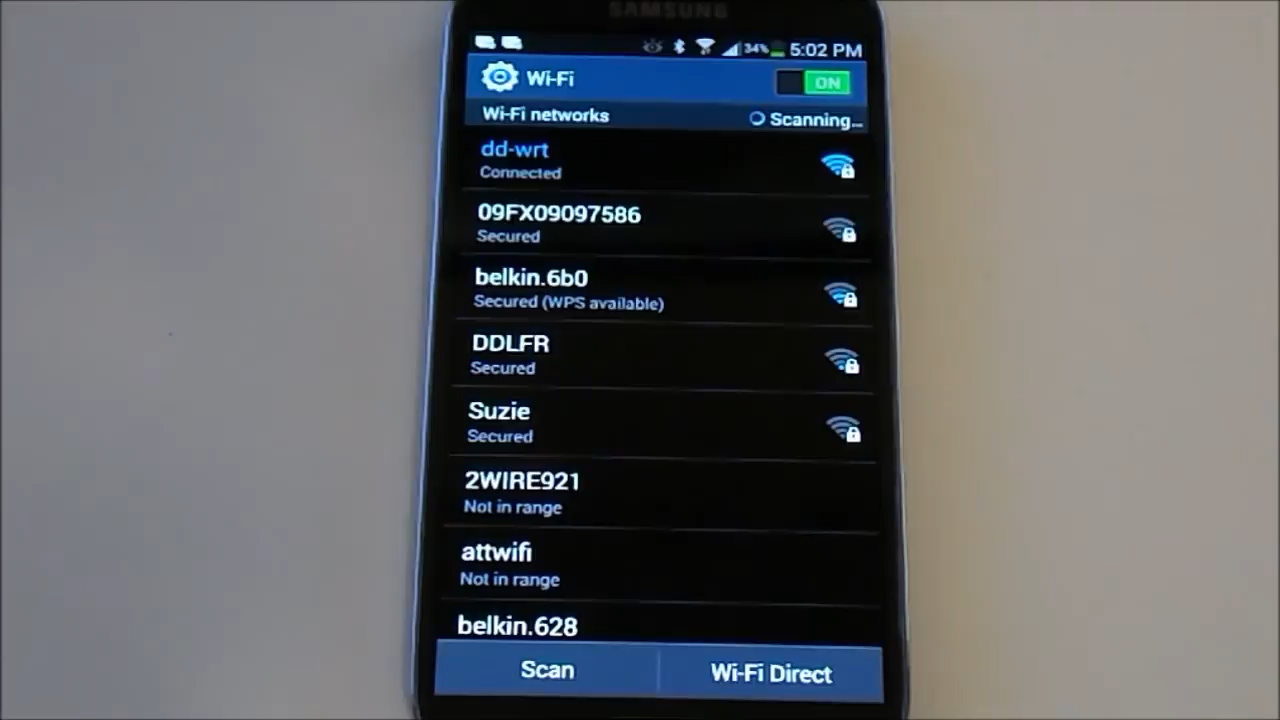 SAMSUNG
34% 5:02 PM
Wi-Fi ON
Wi-Fi networks Scanning...
dd-wrt
Connected
09FX09097586
Secured
belkin.6b0
Secured (WPS available)
DDLFR
Secured
Suzie
Secured
2WIRE921
Not in range
attwifi
Not in range
belkin.628
Scan Wi-Fi Direct